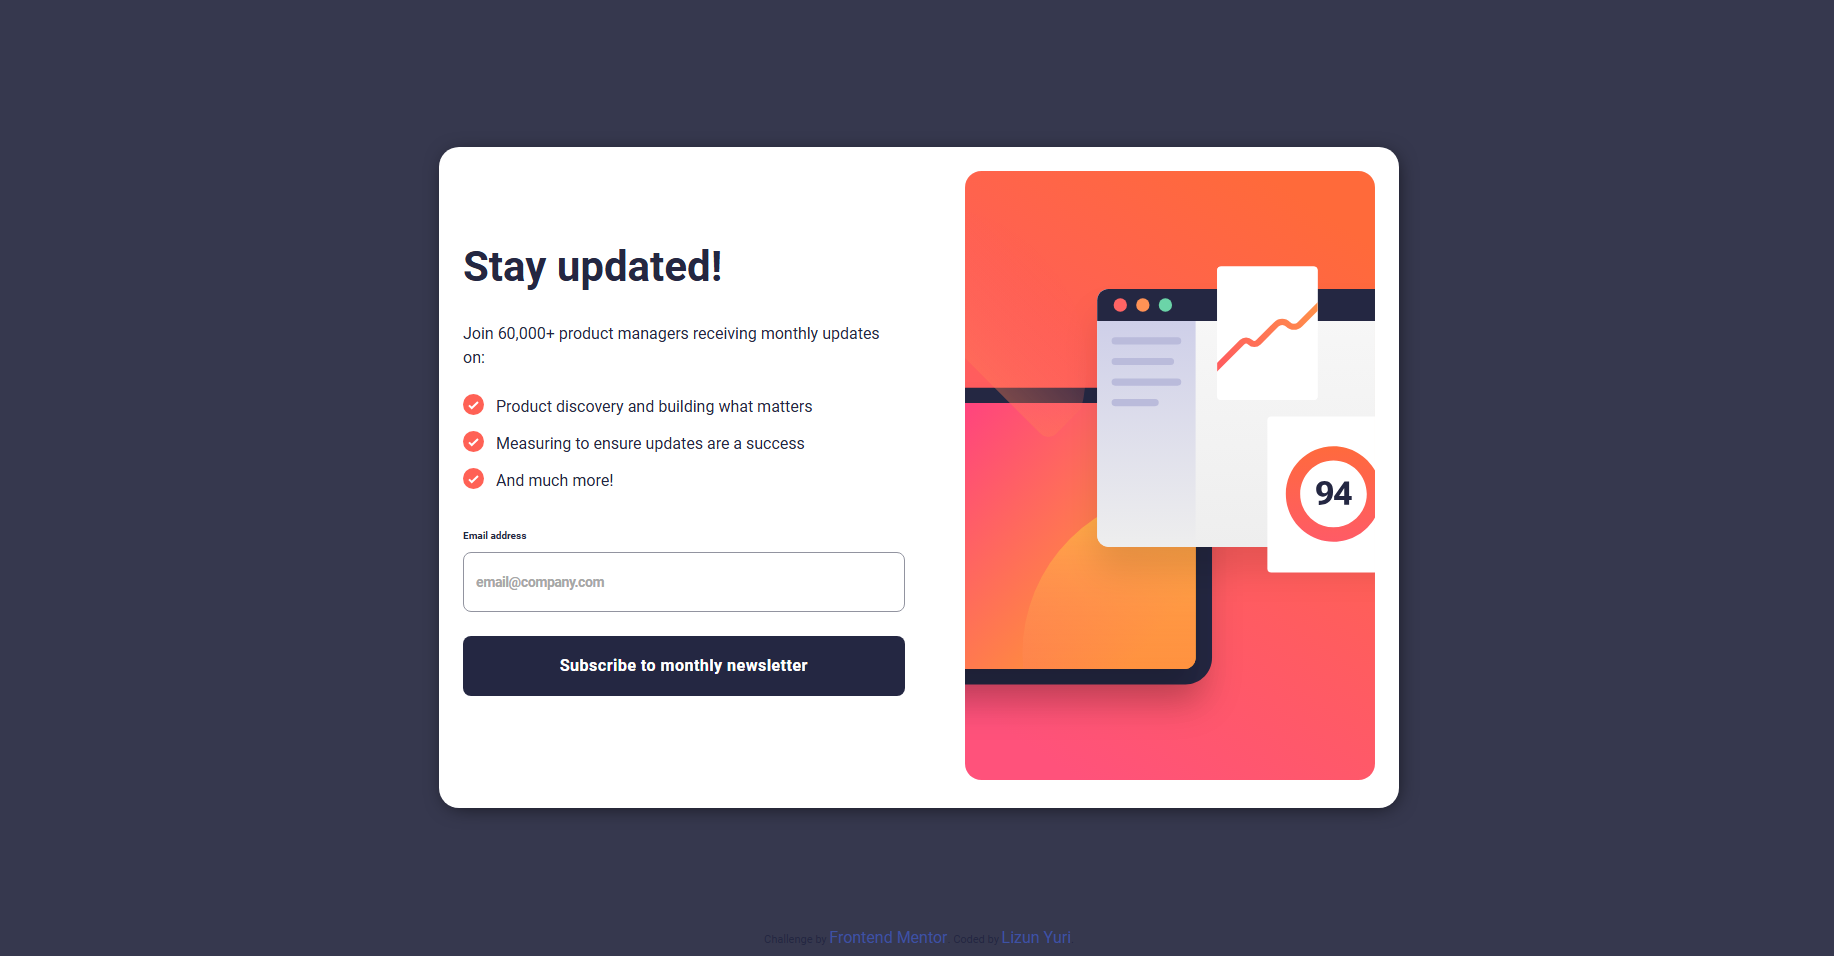 Stay updated!
Join 60,000+ product managers receiving monthly updates
on:
Product discovery and building what matters
Measuring to ensure updates are a success
And much more!
Email address
email@company.com
Subscribe to monthly newsletter
94
Challenge by Frontend Mentor. Coded by Lizun Yuri